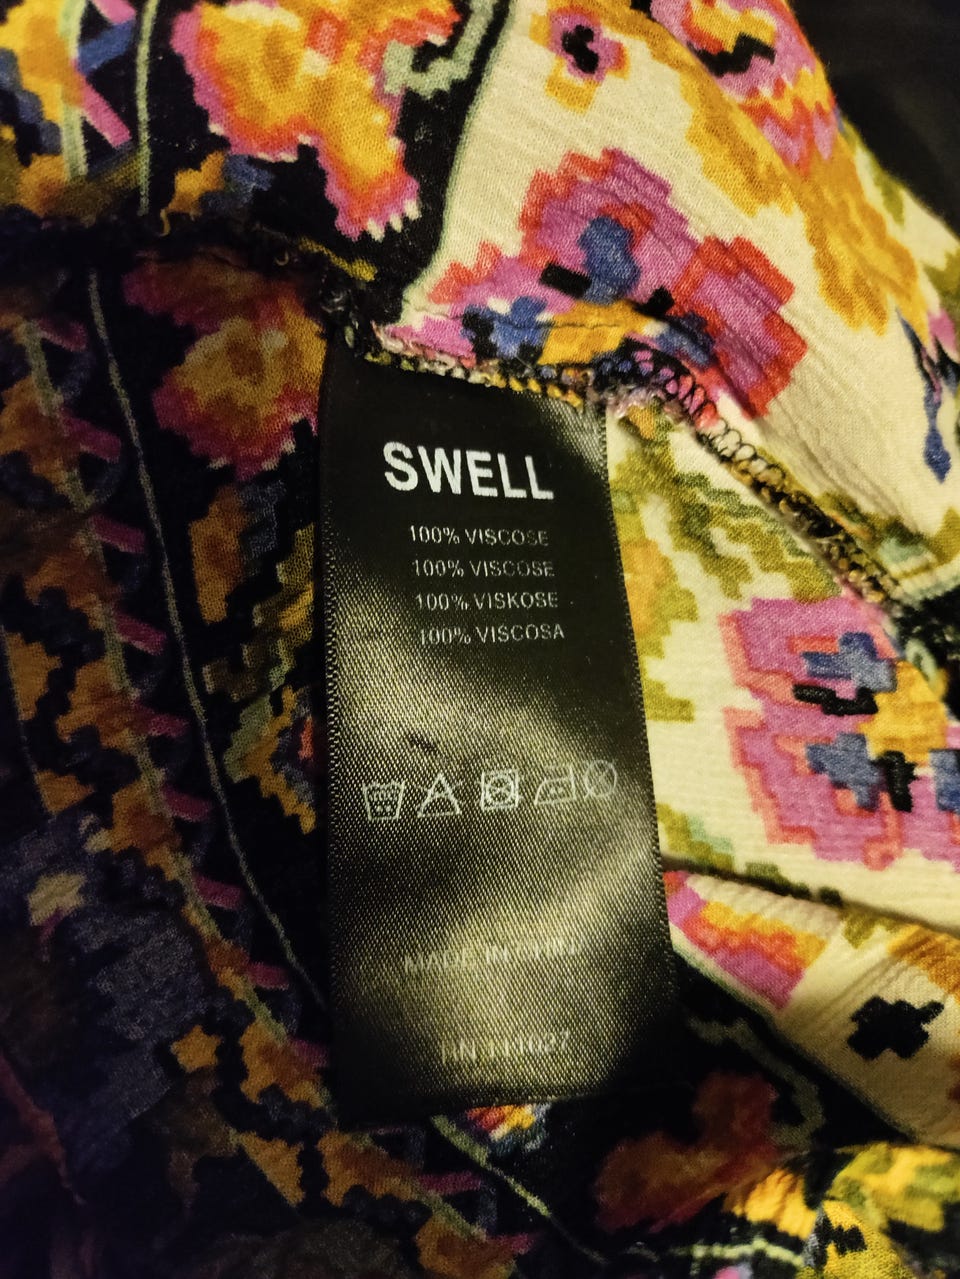 SWELL
100% VISCOSE
100% VISCOSE
100% VISKOSE
100% VISCOSA
MADE IN